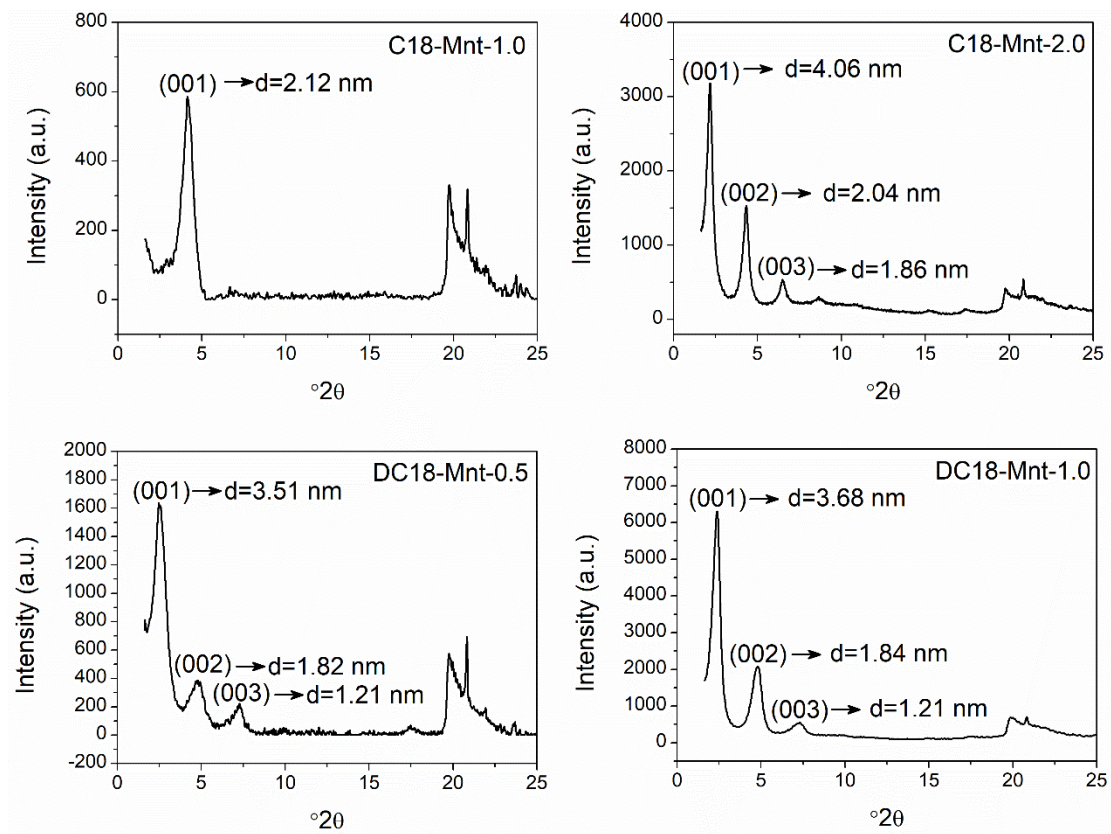 C18-Mnt-1.0
(001) → d=2.12 nm
Intensity (a.u.)
800
600
400
200
0
0 5 10 15 20 25
°2θ
C18-Mnt-2.0
(001) → d=4.06 nm
(002) → d=2.04 nm
(003) → d=1.86 nm
Intensity (a.u.)
4000
3000
2000
1000
0
0 5 10 15 20 25
°2θ
DC18-Mnt-0.5
(001) → d=3.51 nm
(002) → d=1.82 nm
(003) → d=1.21 nm
Intensity (a.u.)
2000
1800
1600
1400
1200
1000
800
600
400
200
0
-200
0 5 10 15 20 25
°2θ
DC18-Mnt-1.0
(001) → d=3.68 nm
(002) → d=1.84 nm
(003) → d=1.21 nm
Intensity (a.u.)
8000
7000
6000
5000
4000
3000
2000
1000
0
0 5 10 15 20 25
°2θ